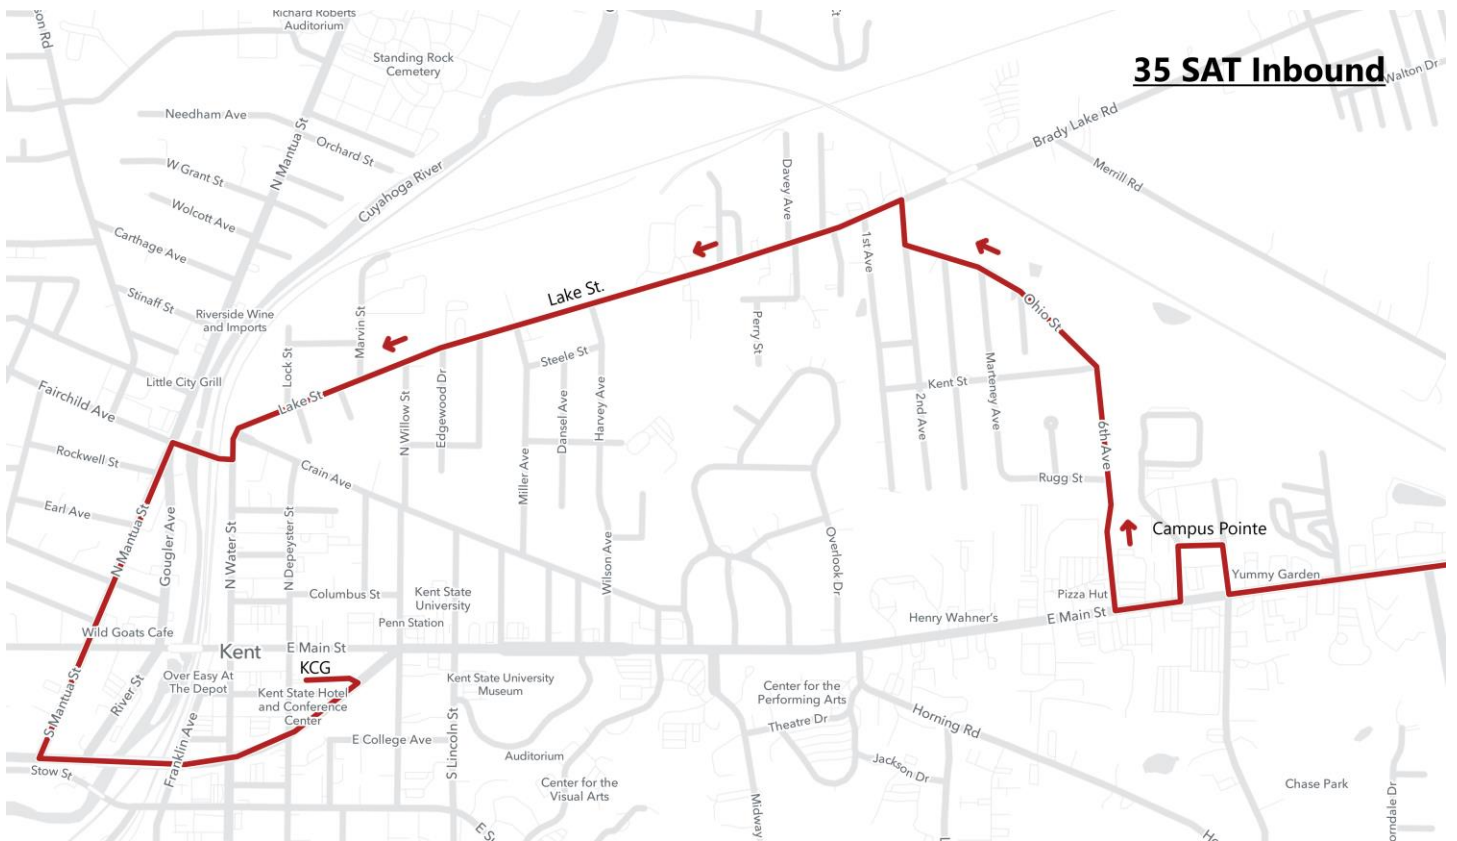 son Rd
Richard Roberts
Auditorium
Standing Rock
Cemetery
35 SAT Inbound
Walton Dr
Needham Ave
Orchard St
N Mantua St
Brady Lake Rd
W Grant St
Cuyahoga River
Davey Ave
Merrill Rd
Wolcott Ave
Carthage Ave
1st Ave
Stinaff St
Lake St.
Ohio St
Riverside Wine
and Imports
Marvin St
Perry St
Steele St
Lock St
Little City Grill
Kent St
Marteney Ave
Fairchild Ave
Lake St
N Willow St
Edgewood Dr
Dansel Ave
Harvey Ave
2nd Ave
6th Ave
Rockwell St
Crain Ave
Miller Ave
Rugg St
Earl Ave
N Mantua St
Gougler Ave
N Water St
N Depeyster St
Campus Pointe
Wilson Ave
Overlook Dr
Yummy Garden
Columbus St
Kent State
University
Pizza Hut
Penn Station
Henry Wahner's
E Main St
Wild Goats Cafe
Kent
E Main St
KCG
Over Easy At
The Depot
Kent State Hotel
and Conference
Center
Kent State University
Museum
Center for the
Performing Arts
S Mantua St
River St
Franklin Ave
Theatre Dr
Horning Rd
E College Ave
S Lincoln St
Auditorium
Jackson Dr
Stow St
Center for the
Visual Arts
Chase Park
Midway
orndale Dr
E S
Ho